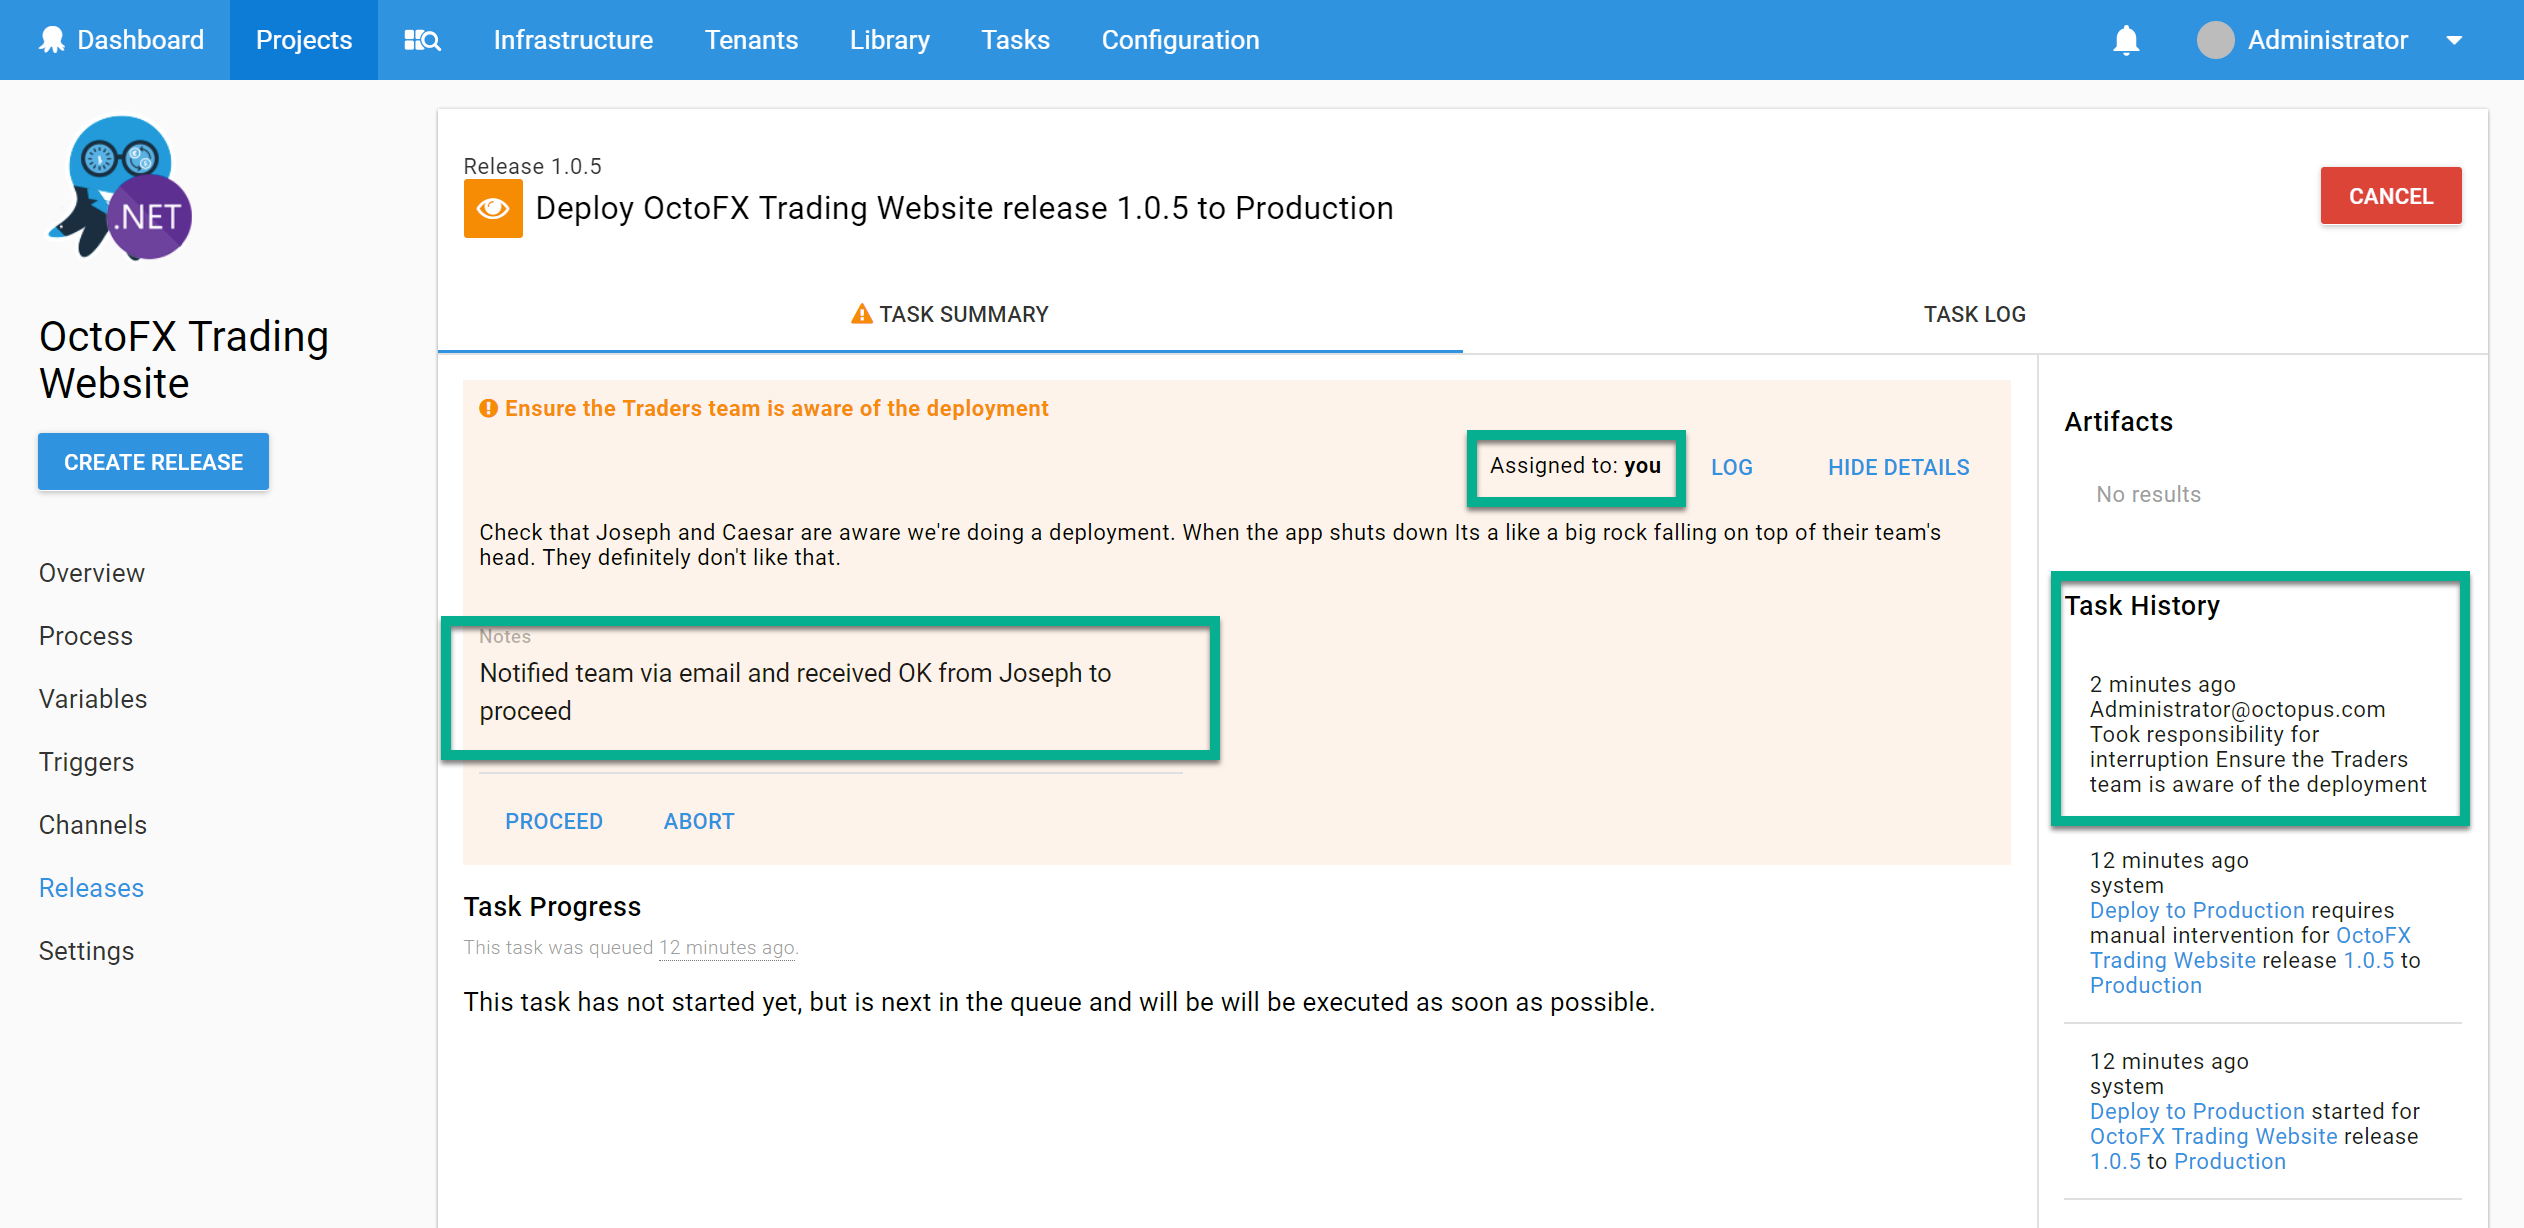 Dashboard
Projects
Infrastructure
Tenants
Library
Tasks
Configuration
Administrator
.NET
OctoFX Trading
Website
CREATE RELEASE
Overview
Process
Variables
Triggers
Channels
Releases
Settings
Release 1.0.5
Deploy OctoFX Trading Website release 1.0.5 to Production
CANCEL
TASK SUMMARY
TASK LOG
Ensure the Traders team is aware of the deployment
Assigned to: you
LOG
HIDE DETAILS
Check that Joseph and Caesar are aware we're doing a deployment. When the app shuts down Its a like a big rock falling on top of their team's
head. They definitely don't like that.
Notes
Notified team via email and received OK from Joseph to
proceed
PROCEED
ABORT
Task Progress
This task was queued 12 minutes ago.
This task has not started yet, but is next in the queue and will be will be executed as soon as possible.
Artifacts
No results
Task History
2 minutes ago
Administrator@octopus.com
Took responsibility for
interruption Ensure the Traders
team is aware of the deployment
12 minutes ago
system
Deploy to Production requires
manual intervention for OctoFX
Trading Website release 1.0.5 to
Production
12 minutes ago
system
Deploy to Production started for
OctoFX Trading Website release
1.0.5 to Production